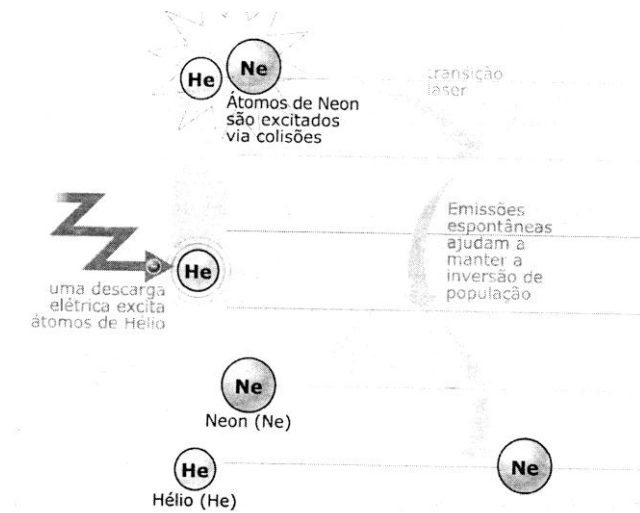 He
Ne
transição
laser
Átomos de Neon
são excitados
via colisões
Emissões
espontâneas
ajudam a
manter a
inversão de
população
He
uma descarga
elétrica excita
átomos de Hélio
Ne
Neon (Ne)
He
Ne
Hélio (He)